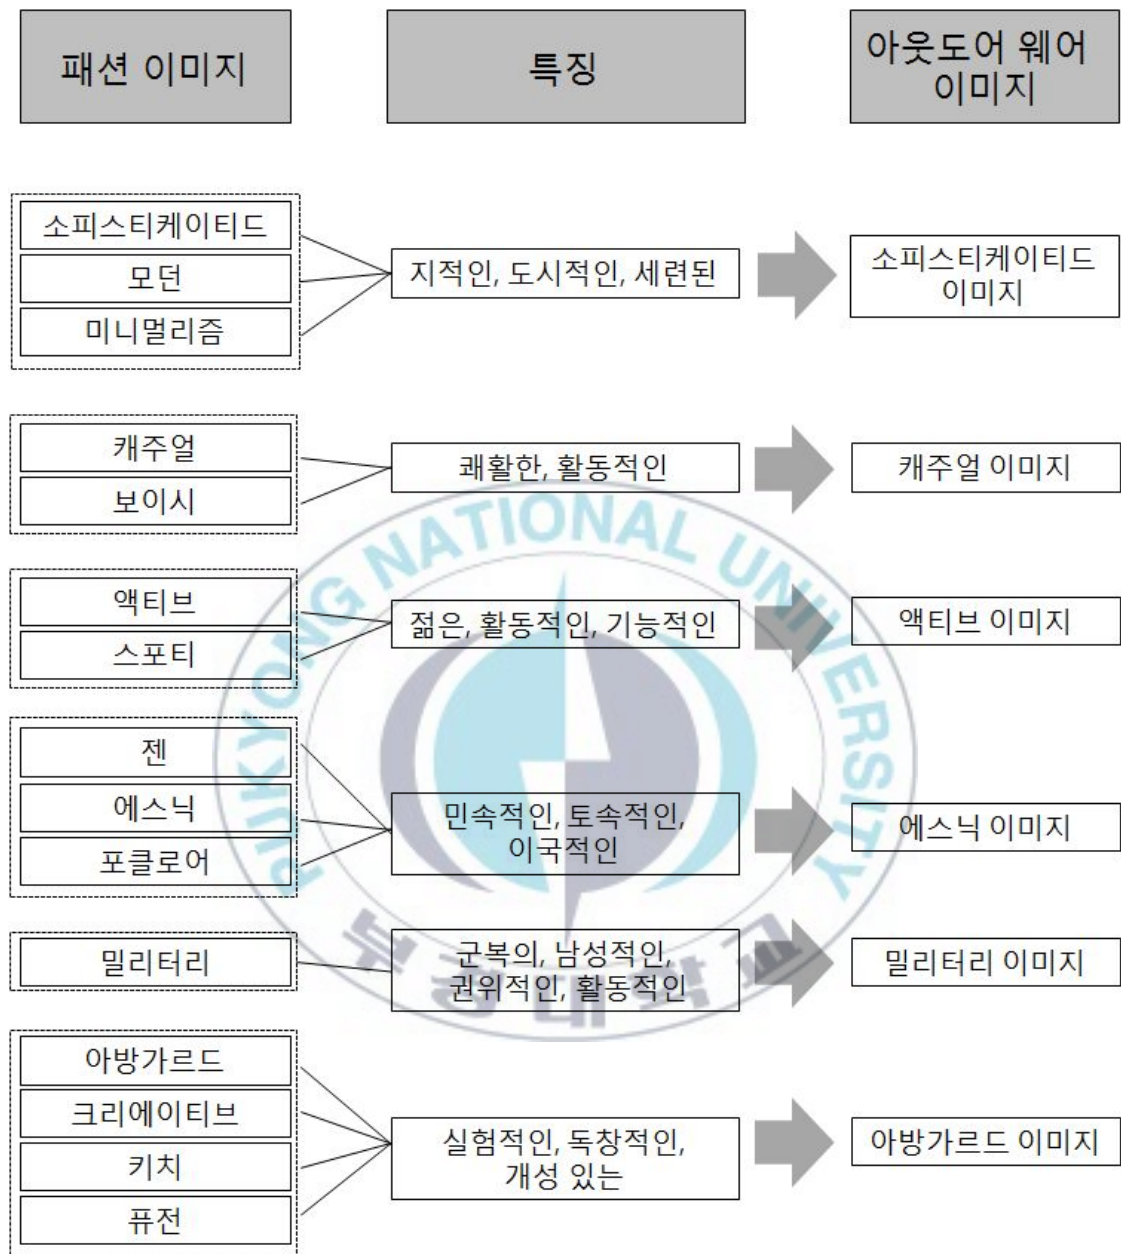 패션 이미지
특징
아웃도어 웨어
이미지
소피스티케이티드
모던
미니멀리즘
지적인, 도시적인, 세련된
소피스티케이티드
이미지
캐주얼
보이시
쾌활한, 활동적인
캐주얼 이미지
액티브
스포티
젊은, 활동적인, 기능적인
액티브 이미지
젠
에스닉
포클로어
민속적인, 토속적인,
이국적인
에스닉 이미지
밀리터리
군복의, 남성적인,
권위적인, 활동적인
밀리터리 이미지
아방가르드
크리에이티브
키치
퓨전
실험적인, 독창적인,
개성 있는
아방가르드 이미지
PUKYONG NATIONAL UNIVERSITY
부경대학교